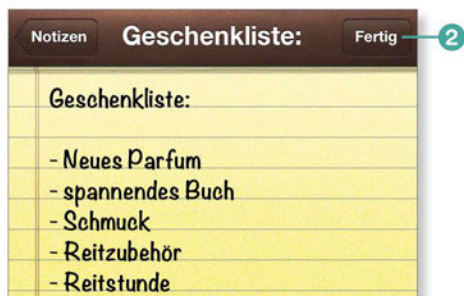 Notizen Geschenkliste: Fertig 2
Geschenkliste:
- Neues Parfum
- spannendes Buch
- Schmuck
- Reitzubehör
- Reitstunde